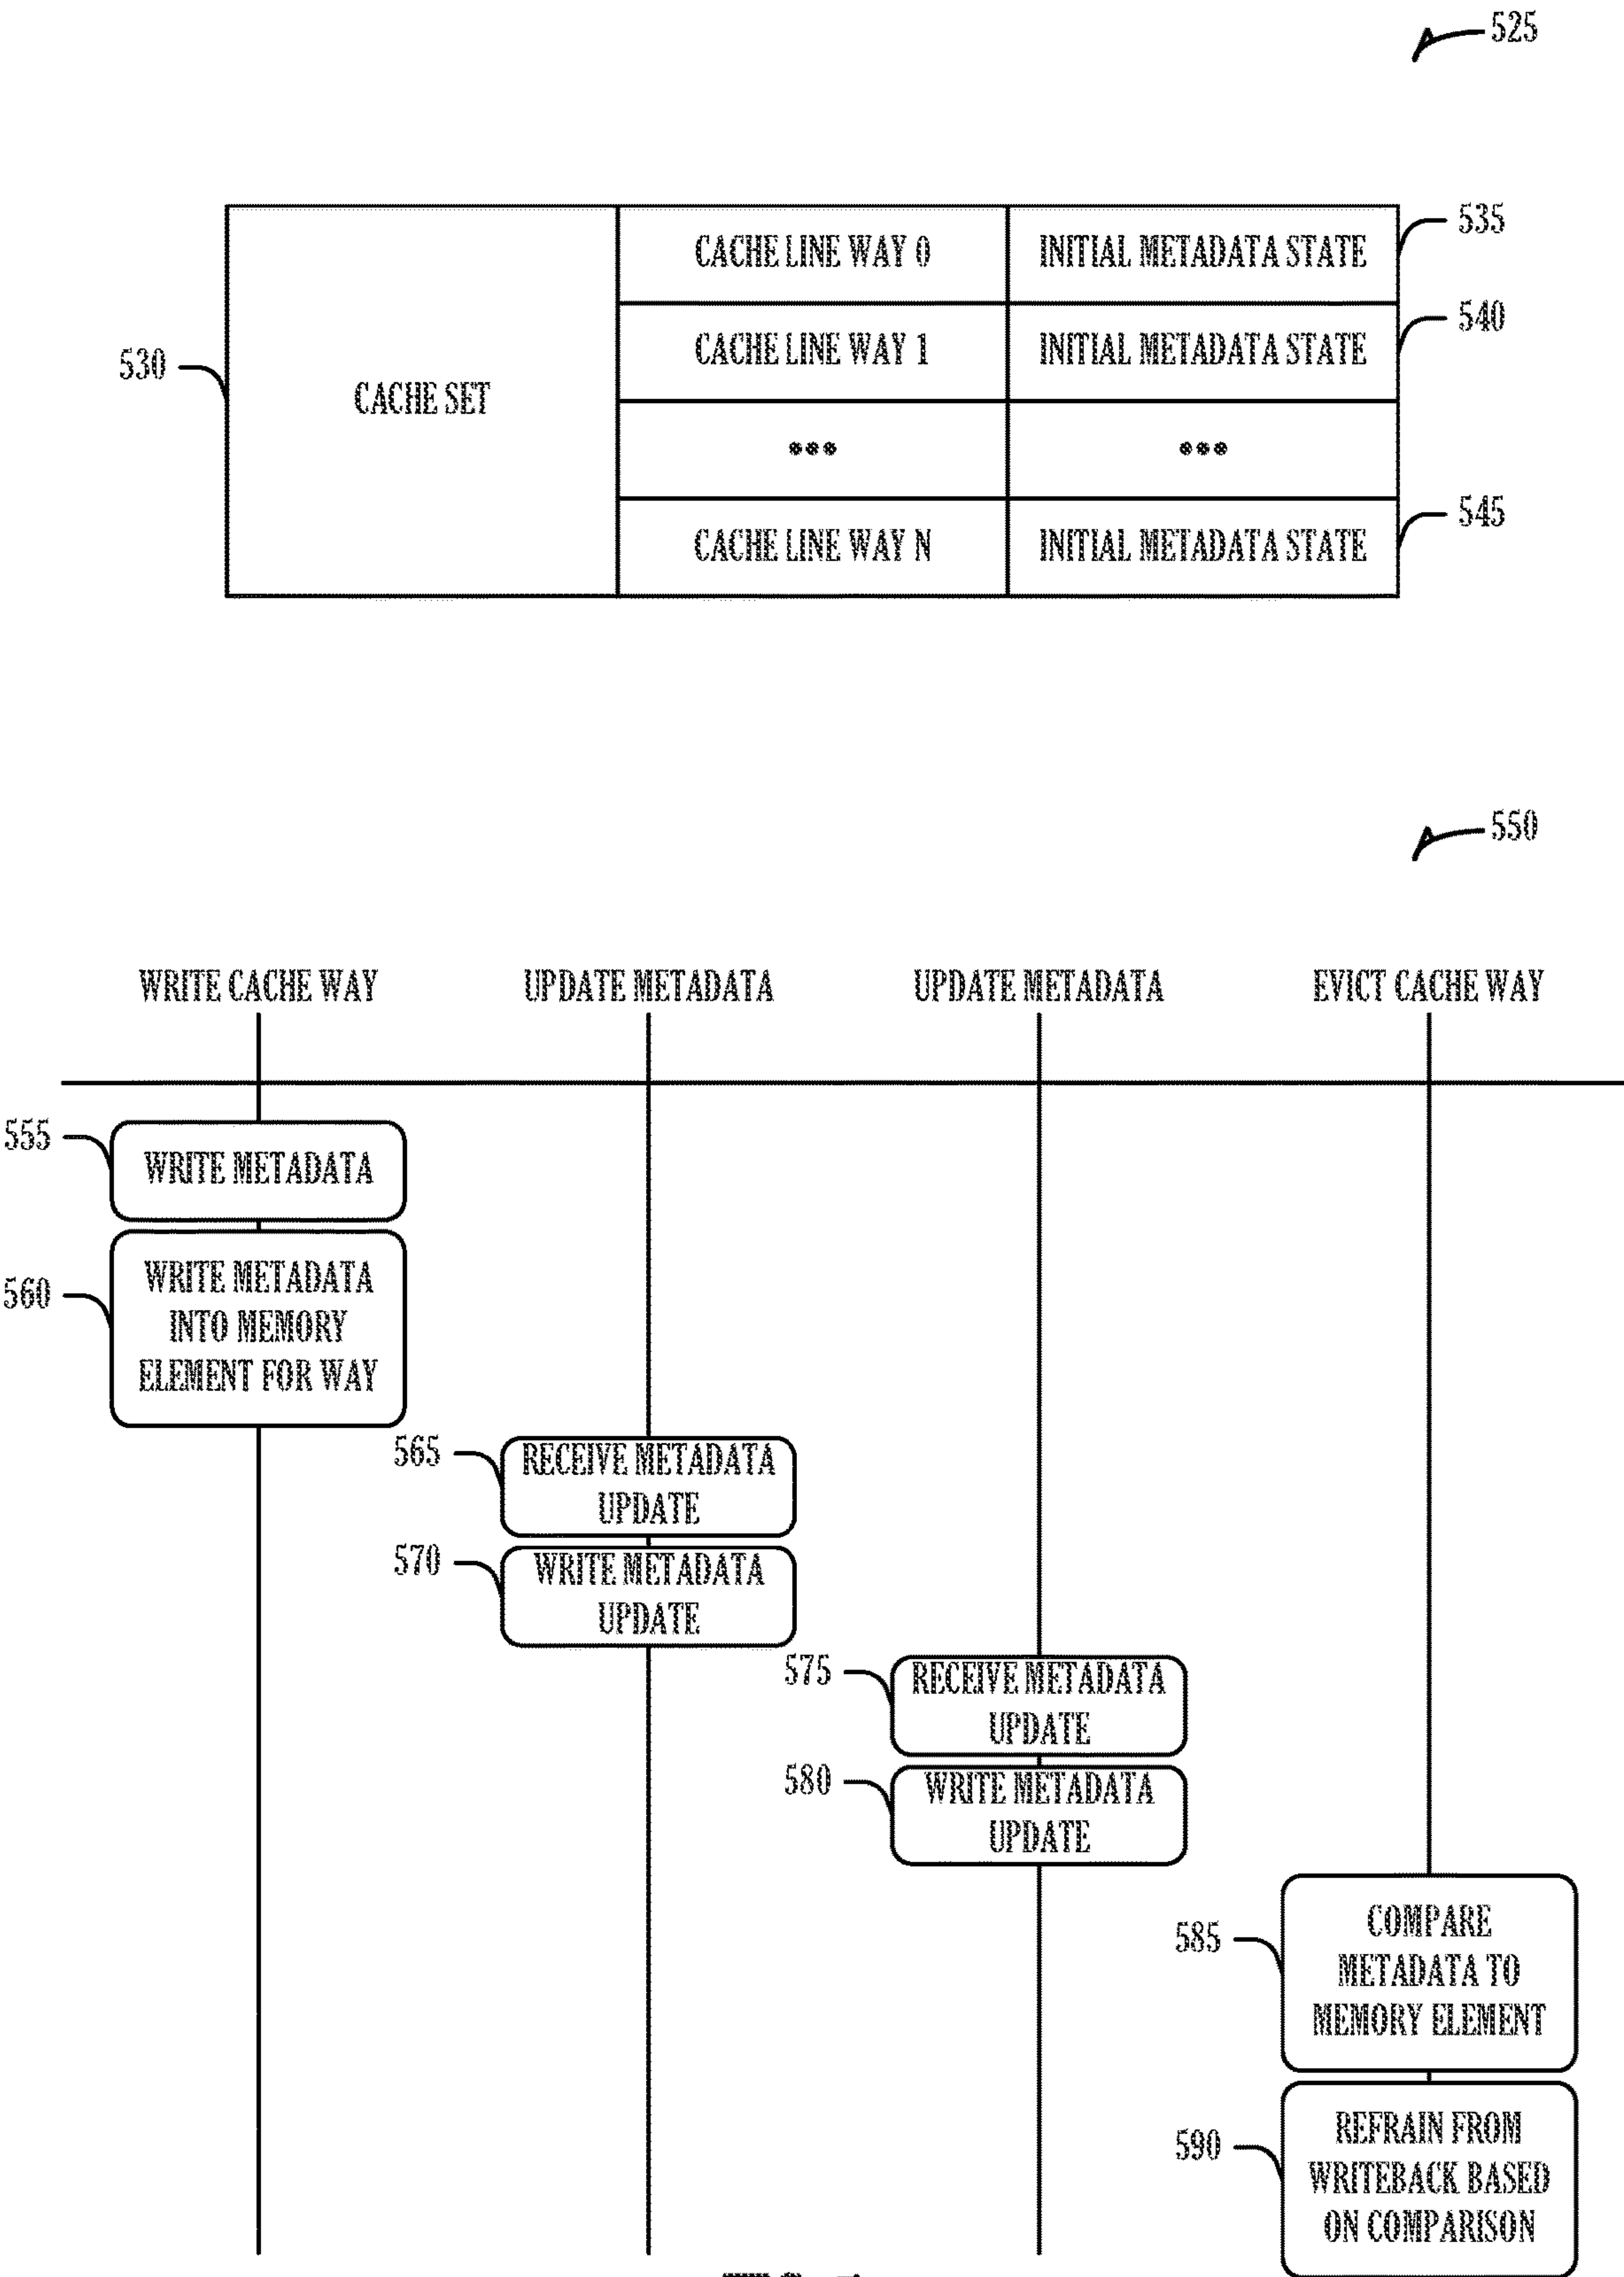 525
CACHE LINE WAY 0 INITIAL METADATA STATE 535
CACHE LINE WAY 1 INITIAL METADATA STATE 540
530 CACHE SET
••• •••
CACHE LINE WAY N INITIAL METADATA STATE 545
550
WRITE CACHE WAY UPDATE METADATA UPDATE METADATA EVICT CACHE WAY
555
WRITE METADATA
560
WRITE METADATA
INTO MEMORY
ELEMENT FOR WAY
565
RECEIVE METADATA
UPDATE
570
WRITE METADATA
UPDATE
575
RECEIVE METADATA
UPDATE
580
WRITE METADATA
UPDATE
585
COMPARE
METADATA TO
MEMORY ELEMENT
590
REFRAIN FROM
WRITEBACK BASED
ON COMPARISON